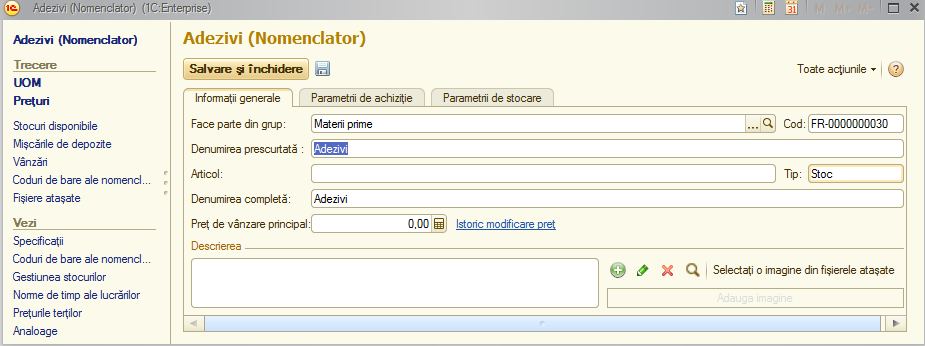 Adezivi (Nomenclator) (1C:Enterprise)
M M+ M-
Adezivi (Nomenclator)
Trecere
UOM
Prețuri
Stocuri disponibile
Mișcările de depozite
Vânzări
Coduri de bare ale nomencl...
Fișiere atașate
Vezi
Specificații
Coduri de bare ale nomencl...
Gestiunea stocurilor
Norme de timp ale lucrărilor
Prețurile terților
Analoage
Adezivi (Nomenclator)
Salvare şi închidere
Toate acțiunile
Informații generale Parametrii de achiziție Parametrii de stocare
Face parte din grup: Materii prime ... Cod: FR-0000000030
Denumirea prescurtată : Adezivi
Articol: Tip: Stoc
Denumirea completă: Adezivi
Preț de vânzare principal: 0,00 Istoric modificare preț
Descrierea
Selectați o imagine din fișierele atașate
Adauga imagine